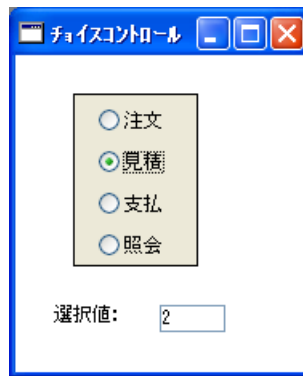 チョイスコントロール
注文
見積
支払
照会
選択値: 2